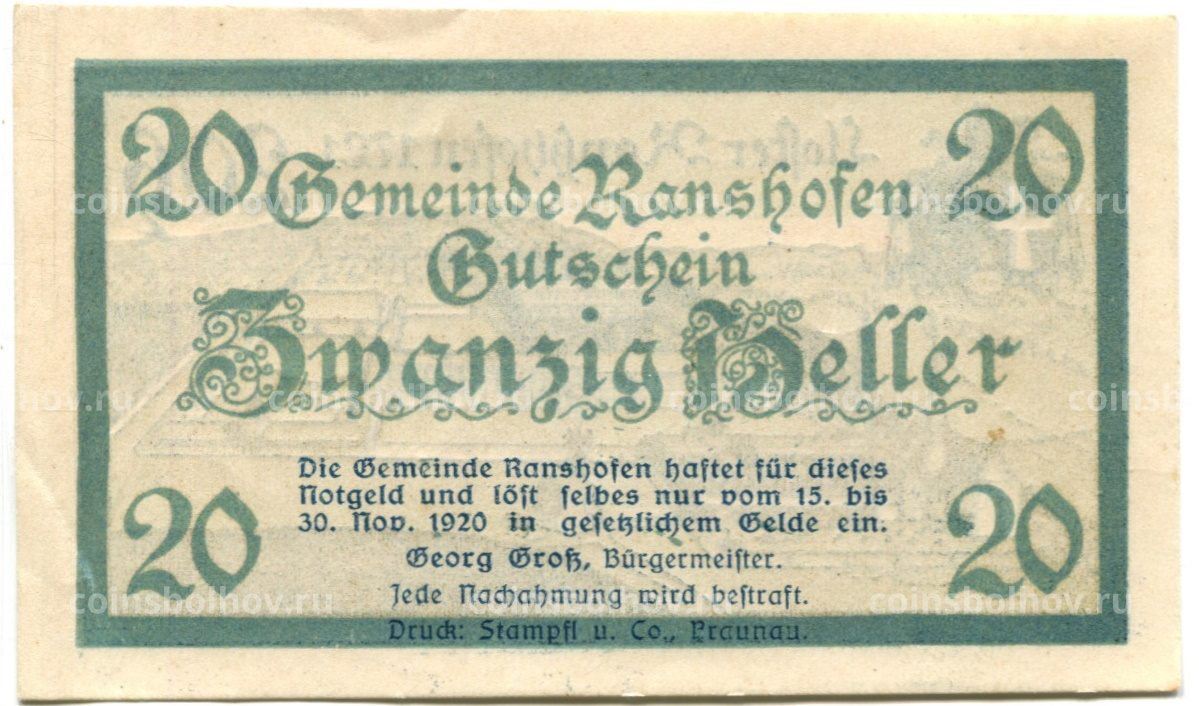 20 Gemeinde Ranshofen 20
Gutschein
Zwanzig Heller
Die Gemeinde Ranshofen haftet für dieſes
Notgeld und löſt ſelbes nur vom 15. bis
30. Nov. 1920 in geſetzlichem Gelde ein.
20 20
Georg Groß, Bürgermeiſter.
Jede Nachahmung wird beſtraft.
Druck: Stampfl u. Co., Braunau.
coinsbolhov.ru